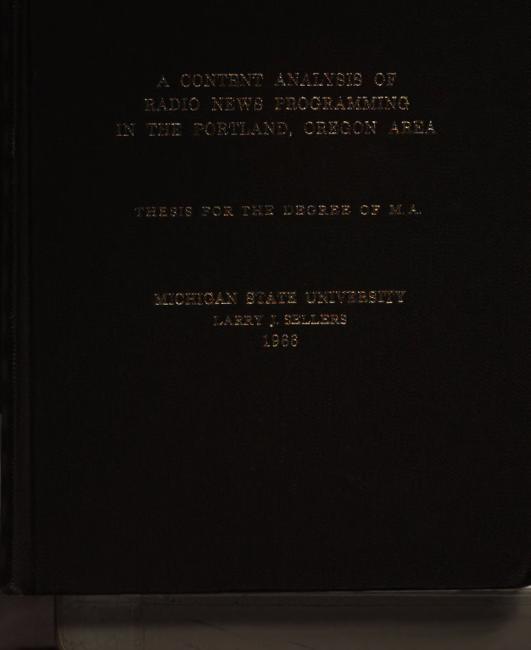 A CONTENT ANALYSIS OF
RADIO NEWS PROGRAMMING
IN THE PORTLAND, OREGON AREA
THESIS FOR THE DEGREE OF M.A.
MICHIGAN STATE UNIVERSITY
LARRY J. SELLERS
1966